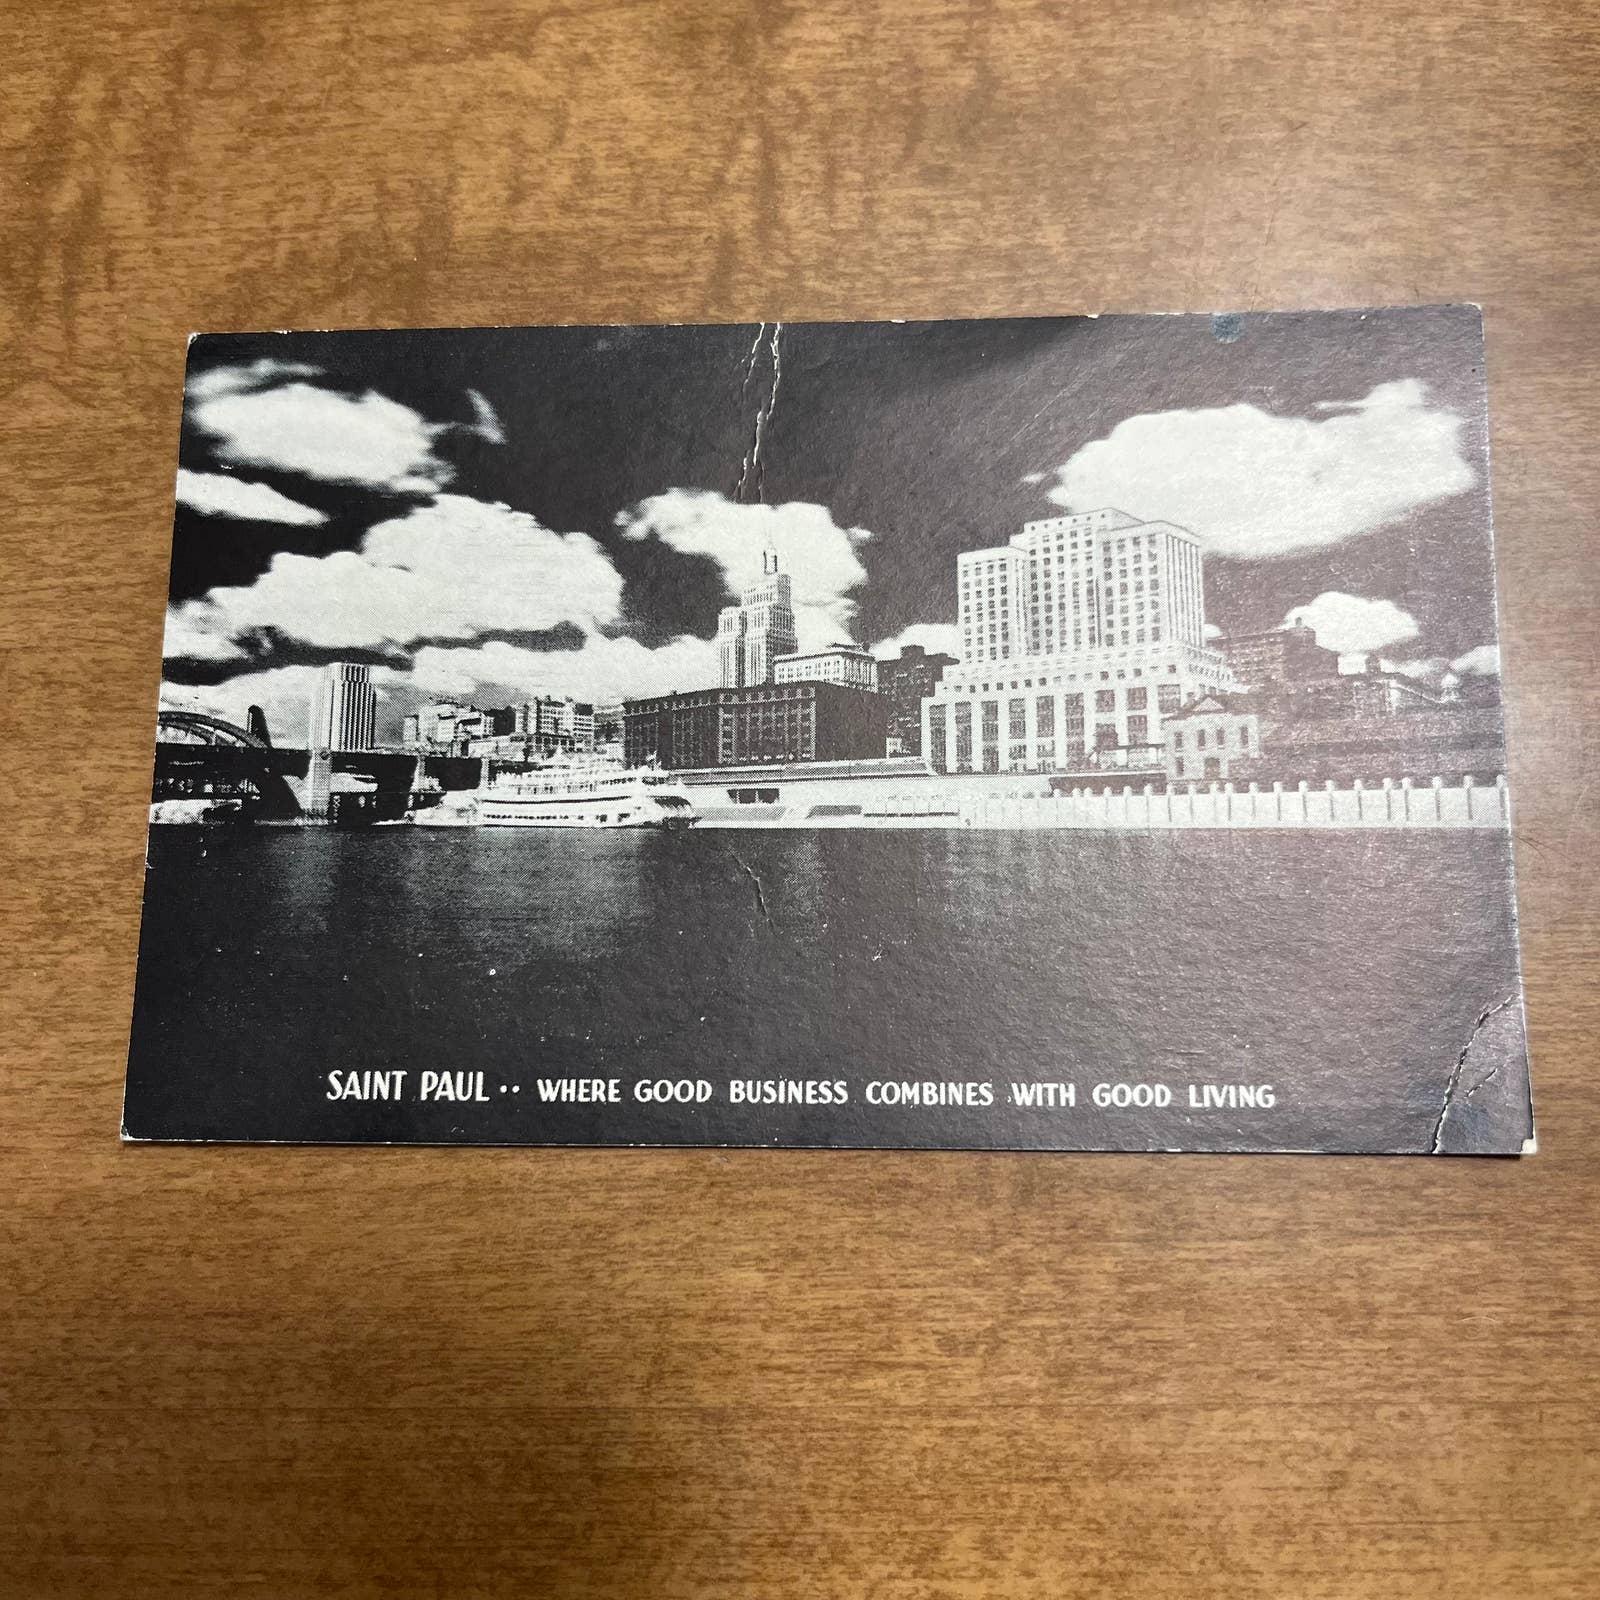 SAINT PAUL •• WHERE GOOD BUSINESS COMBINES WITH GOOD LIVING